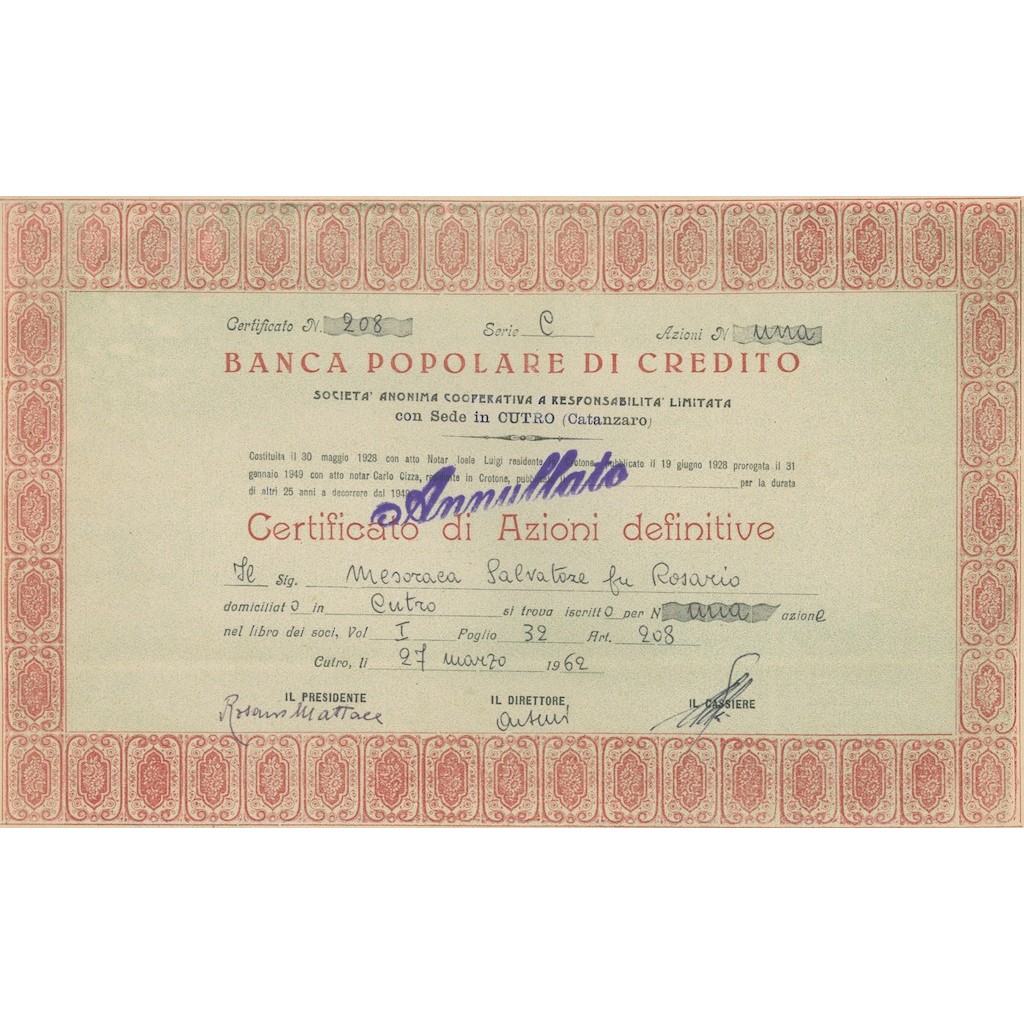 Certificato N. 208 Serie C Azioni N una
BANCA POPOLARE DI CREDITO
SOCIETA' ANONIMA COOPERATIVA A RESPONSABILITA' LIMITATA
con Sede in CUTRO (Catanzaro)
Costituita il 30 maggio 1928 con atto Notar Ioele Luigi residente in Crotone, pubblicato il 19 giugno 1928 prorogata il 31
gennaio 1949 con atto notar Carlo Cizza, residente in Crotone, per la durata
di altri 25 anni a decorrere dal
Annullato
Certificato di Azioni definitive
Il Sig. Mesoraca Salvatore fu Rosario
domiciliato in Cutro si trova iscritto per N una azione
nel libro dei soci, Vol I Foglio 32 Art. 208
Cutro, li 27 marzo 1962
IL PRESIDENTE IL DIRETTORE IL CASSIERE